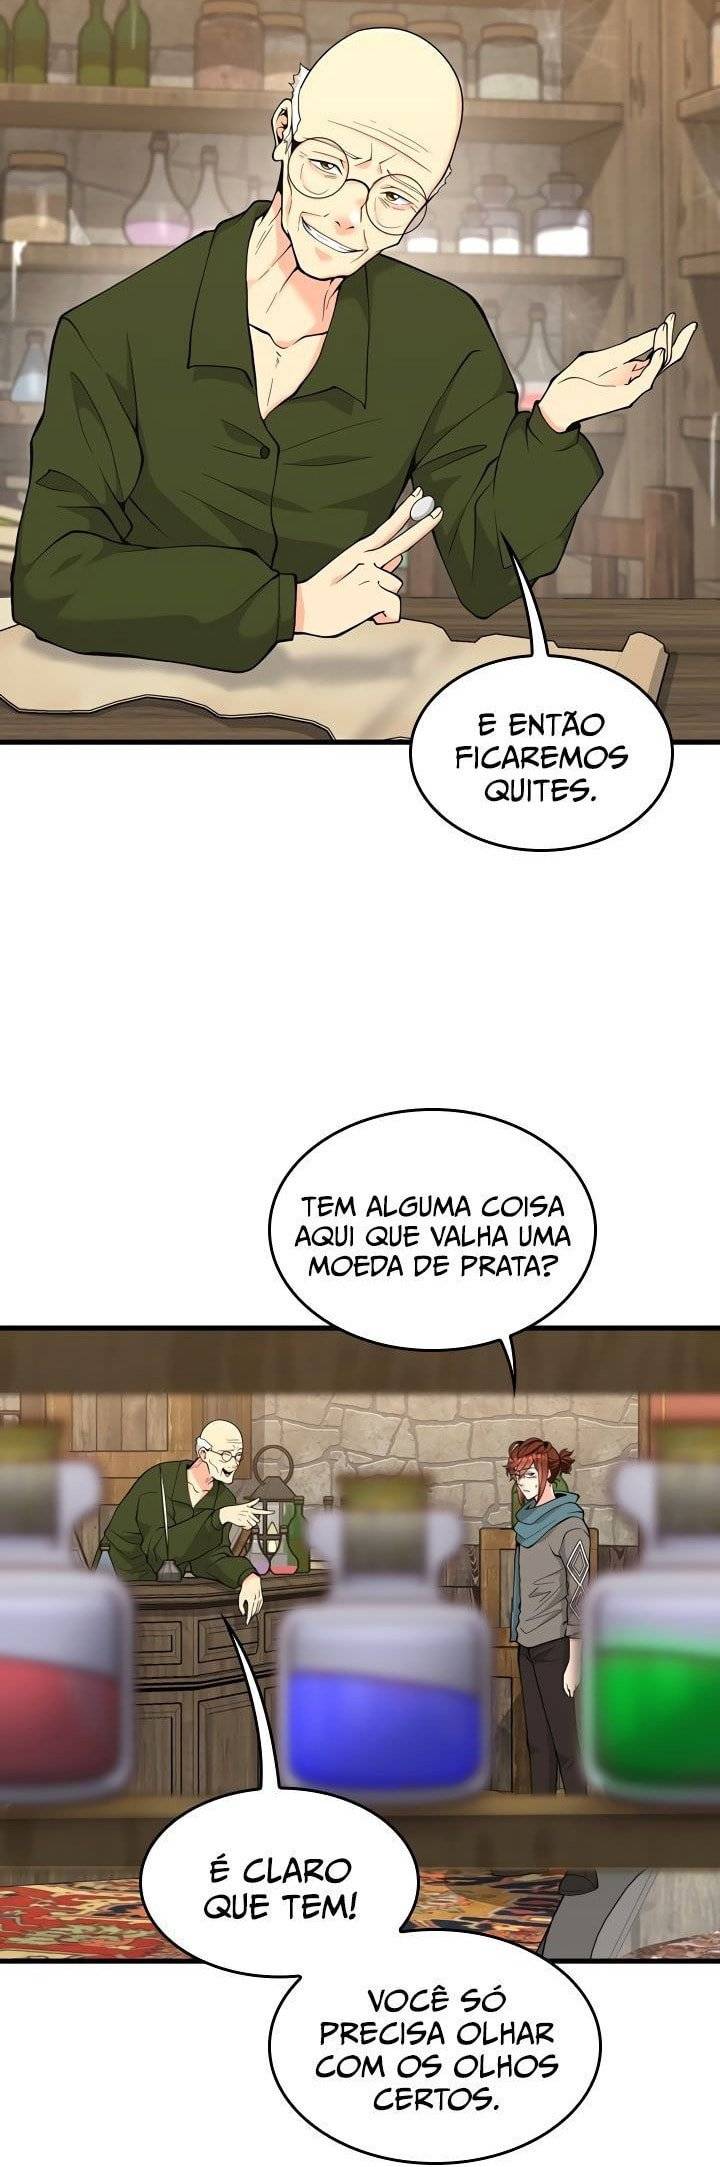 E ENTÃO
FICAREMOS
QUITES.
TEM ALGUMA COISA
AQUI QUE VALHA UMA
MOEDA DE PRATA?
É CLARO
QUE TEM!
VOCÊ SÓ
PRECISA OLHAR
COM OS OLHOS
CERTOS.